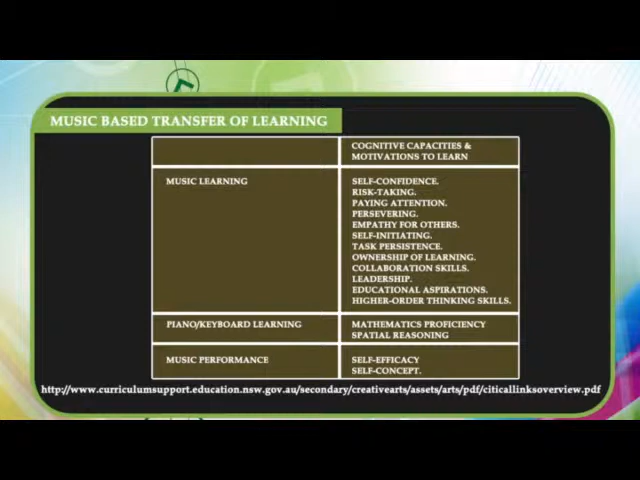 MUSIC BASED TRANSFER OF LEARNING
COGNITIVE CAPACITIES &
MOTIVATIONS TO LEARN
MUSIC LEARNING
SELF-CONFIDENCE.
RISK-TAKING.
PAYING ATTENTION.
PERSEVERING.
EMPATHY FOR OTHERS.
SELF-INITIATING.
TASK PERSISTENCE.
OWNERSHIP OF LEARNING.
COLLABORATION SKILLS.
LEADERSHIP.
EDUCATIONAL ASPIRATIONS.
HIGHER-ORDER THINKING SKILLS.
PIANO/KEYBOARD LEARNING
MATHEMATICS PROFICIENCY
SPATIAL REASONING
MUSIC PERFORMANCE
SELF-EFFICACY
SELF-CONCEPT.
http://www.curriculumsupport.education.nsw.gov.au/secondary/creativearts/assets/arts/pdf/citicallinksoverview.pdf